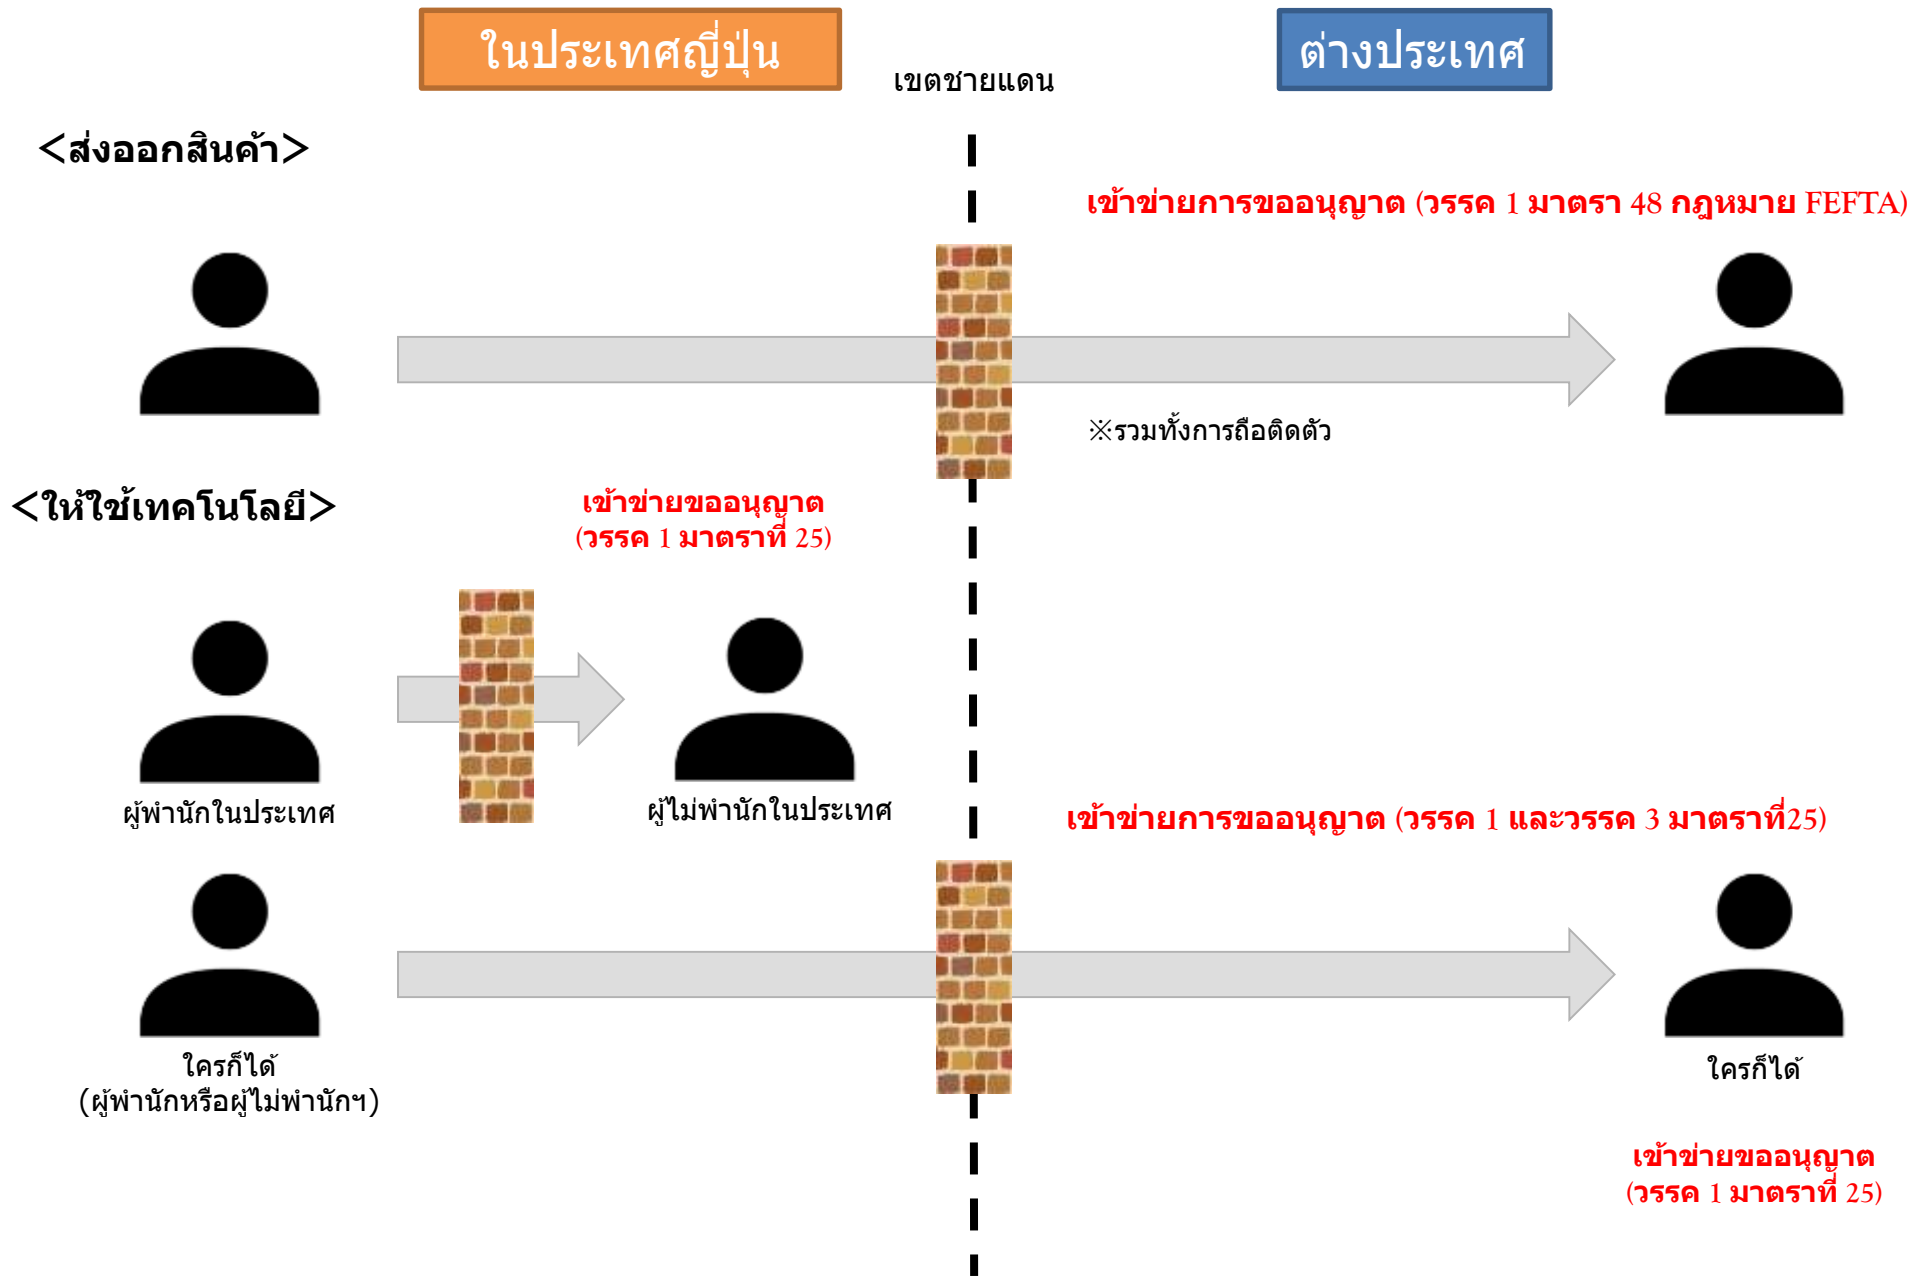 ในประเทศญี่ปุ่น
ต่างประเทศ
เขตชายแดน
＜ส่งออกสินค้า＞
เข้าข่ายการขออนุญาต (วรรค 1 มาตรา 48 กฎหมาย FEFTA)
※รวมทั้งการถือติดตัว
＜ให้ใช้เทคโนโลยี＞
เข้าข่ายขออนุญาต
(วรรค 1 มาตราที่ 25)
ผู้พำนักในประเทศ
ผู้ไม่พำนักในประเทศ
เข้าข่ายการขออนุญาต (วรรค 1 และวรรค 3 มาตราที่25)
ใครก็ได้
(ผู้พำนักหรือผู้ไม่พำนักฯ)
ใครก็ได้
เข้าข่ายขออนุญาต
(วรรค 1 มาตราที่ 25)